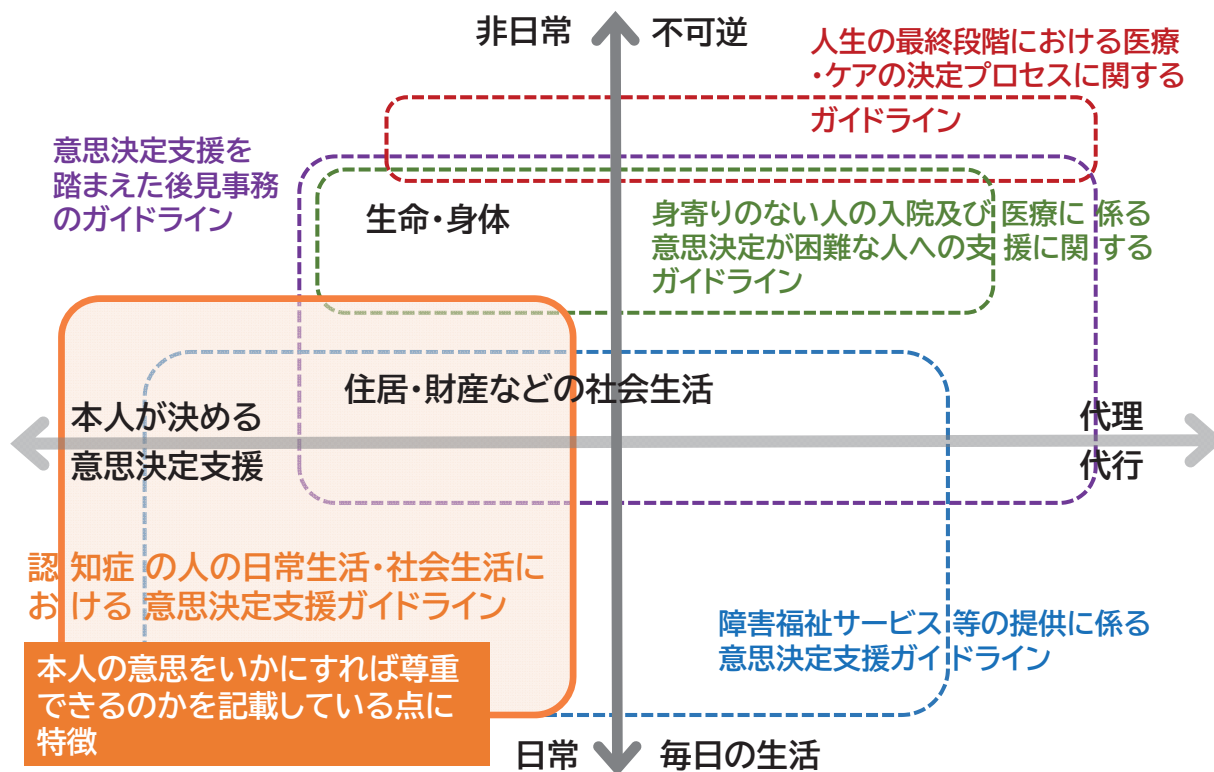 非日常 不可逆
人生の最終段階における医療
・ケアの決定プロセスに関する
ガイドライン
意思決定支援を
踏まえた後見事務
のガイドライン
生命・身体
身寄りのない人の入院及び医療に係る
意思決定が困難な人への支援に関する
ガイドライン
住居・財産などの社会生活
本人が決める
意思決定支援
代理
代行
認知症の人の日常生活・社会生活に
おける意思決定支援ガイドライン
障害福祉サービス等の提供に係る
意思決定支援ガイドライン
本人の意思をいかにすれば尊重
できるのかを記載している点に
特徴
日常 毎日の生活